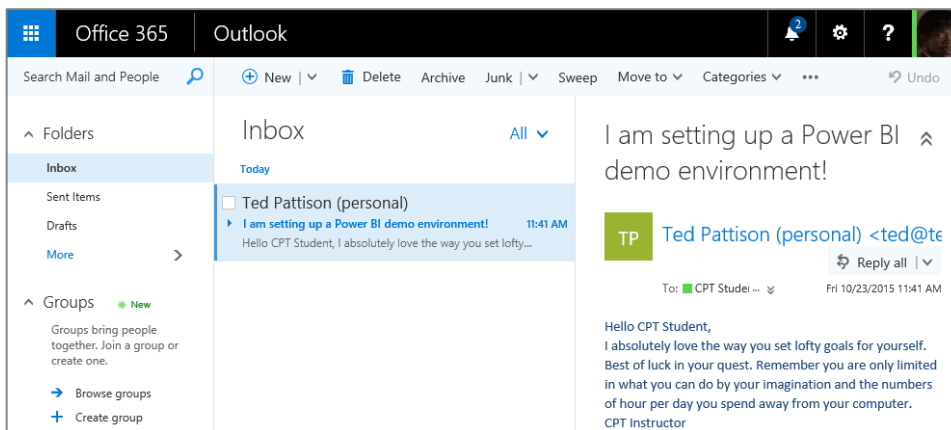 Office 365
Outlook
2
?
Search Mail and People
New
Delete
Archive
Junk
Sweep
Move to
Categories
...
Undo
Folders
Inbox
Sent Items
Drafts
More
Groups
New
Groups bring people
together. Join a group or
create one.
Browse groups
Create group
Inbox
All
Today
Ted Pattison (personal)
I am setting up a Power BI demo environment!
11:41 AM
Hello CPT Student, I absolutely love the way you set lofty...
I am setting up a Power BI
demo environment!
TP
Ted Pattison (personal) <ted@te
Reply all
To: CPT Studei ...
Fri 10/23/2015 11:41 AM
Hello CPT Student,
I absolutely love the way you set lofty goals for yourself.
Best of luck in your quest. Remember you are only limited
in what you can do by your imagination and the numbers
of hour per day you spend away from your computer.
CPT Instructor